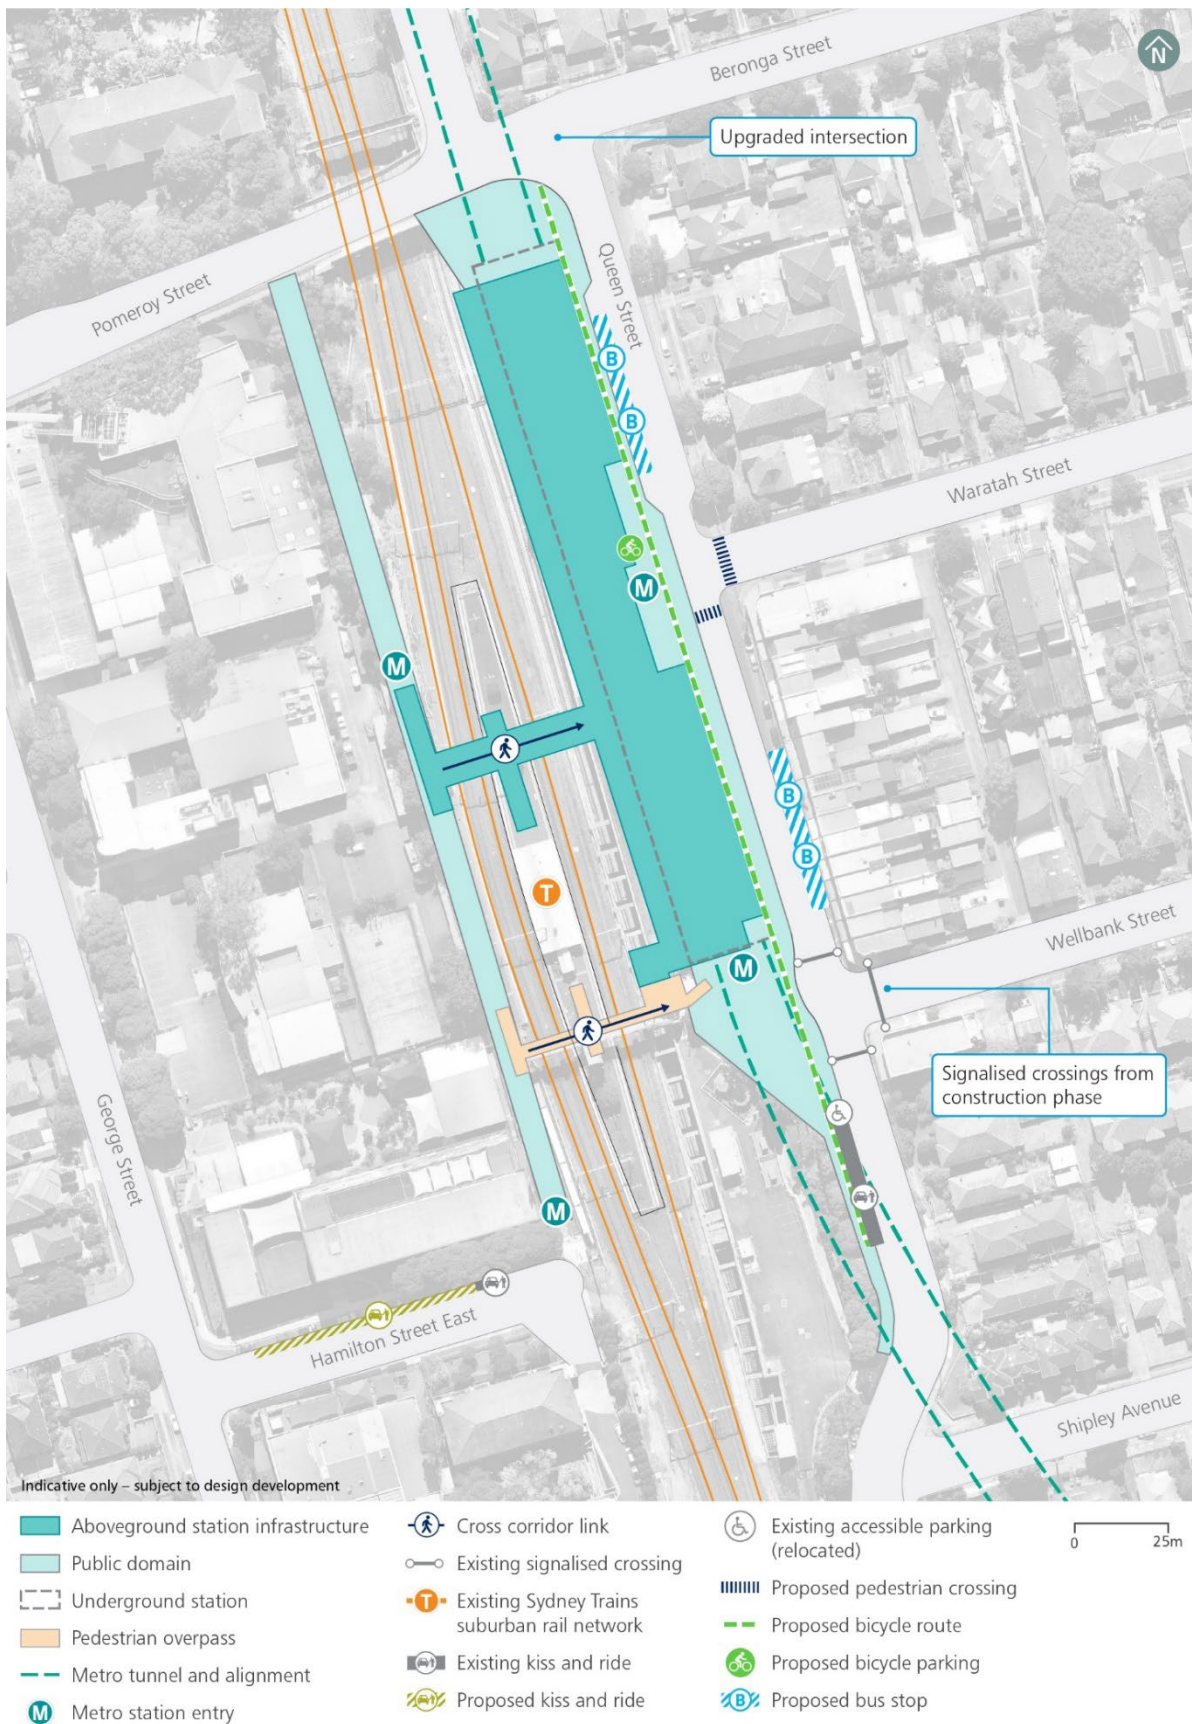 N
Beronga Street
Upgraded intersection
Queen Street
Pomeroy Street
B
B
Waratah Street
M
M
B
B
T
Wellbank Street
M
Signalised crossings from
construction phase
George Street
M
Hamilton Street East
Shipley Avenue
Indicative only – subject to design development
Aboveground station infrastructure
Public domain
Underground station
Pedestrian overpass
Metro tunnel and alignment
M Metro station entry
Cross corridor link
Existing signalised crossing
T Existing Sydney Trains
suburban rail network
Existing kiss and ride
Proposed kiss and ride
Existing accessible parking
(relocated)
Proposed pedestrian crossing
Proposed bicycle route
Proposed bicycle parking
B Proposed bus stop
0 25m